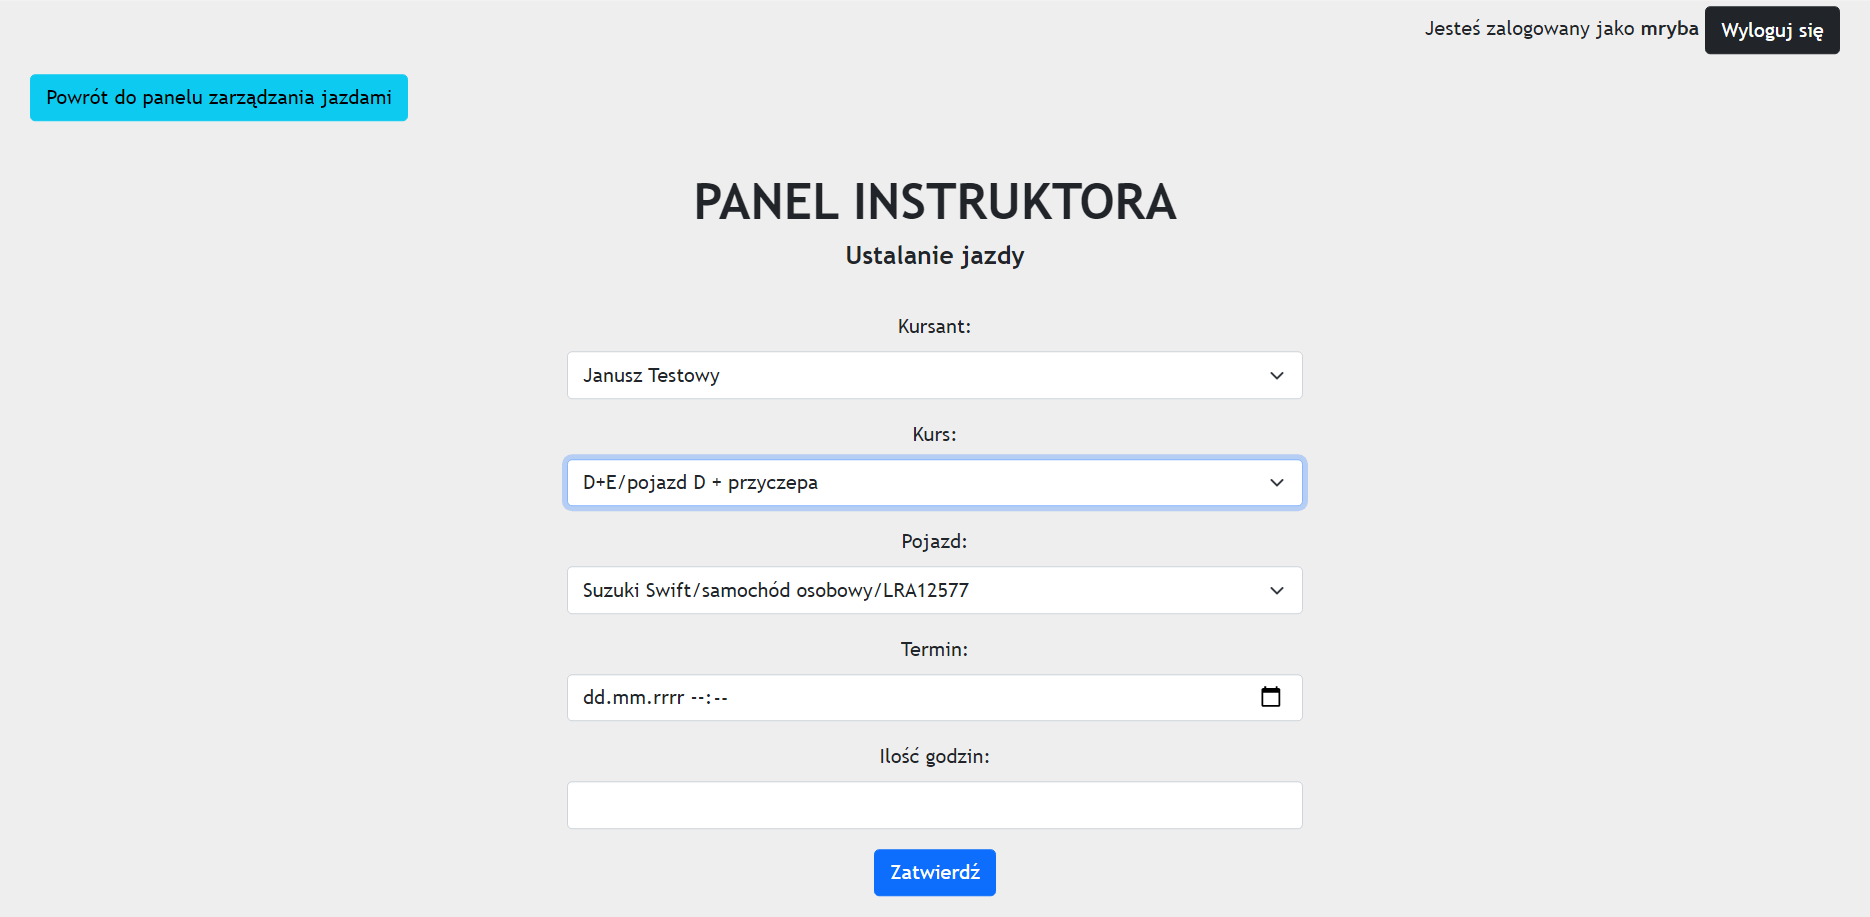 Jesteś zalogowany jako mryba Wyloguj się
Powrót do panelu zarządzania jazdami
PANEL INSTRUKTORA
Ustalanie jazdy
Kursant:
Janusz Testowy
Kurs:
D+E/pojazd D + przyczepa
Pojazd:
Suzuki Swift/samochód osobowy/LRA12577
Termin:
dd.mm.rrrr --:--
Ilość godzin:
Zatwierdź